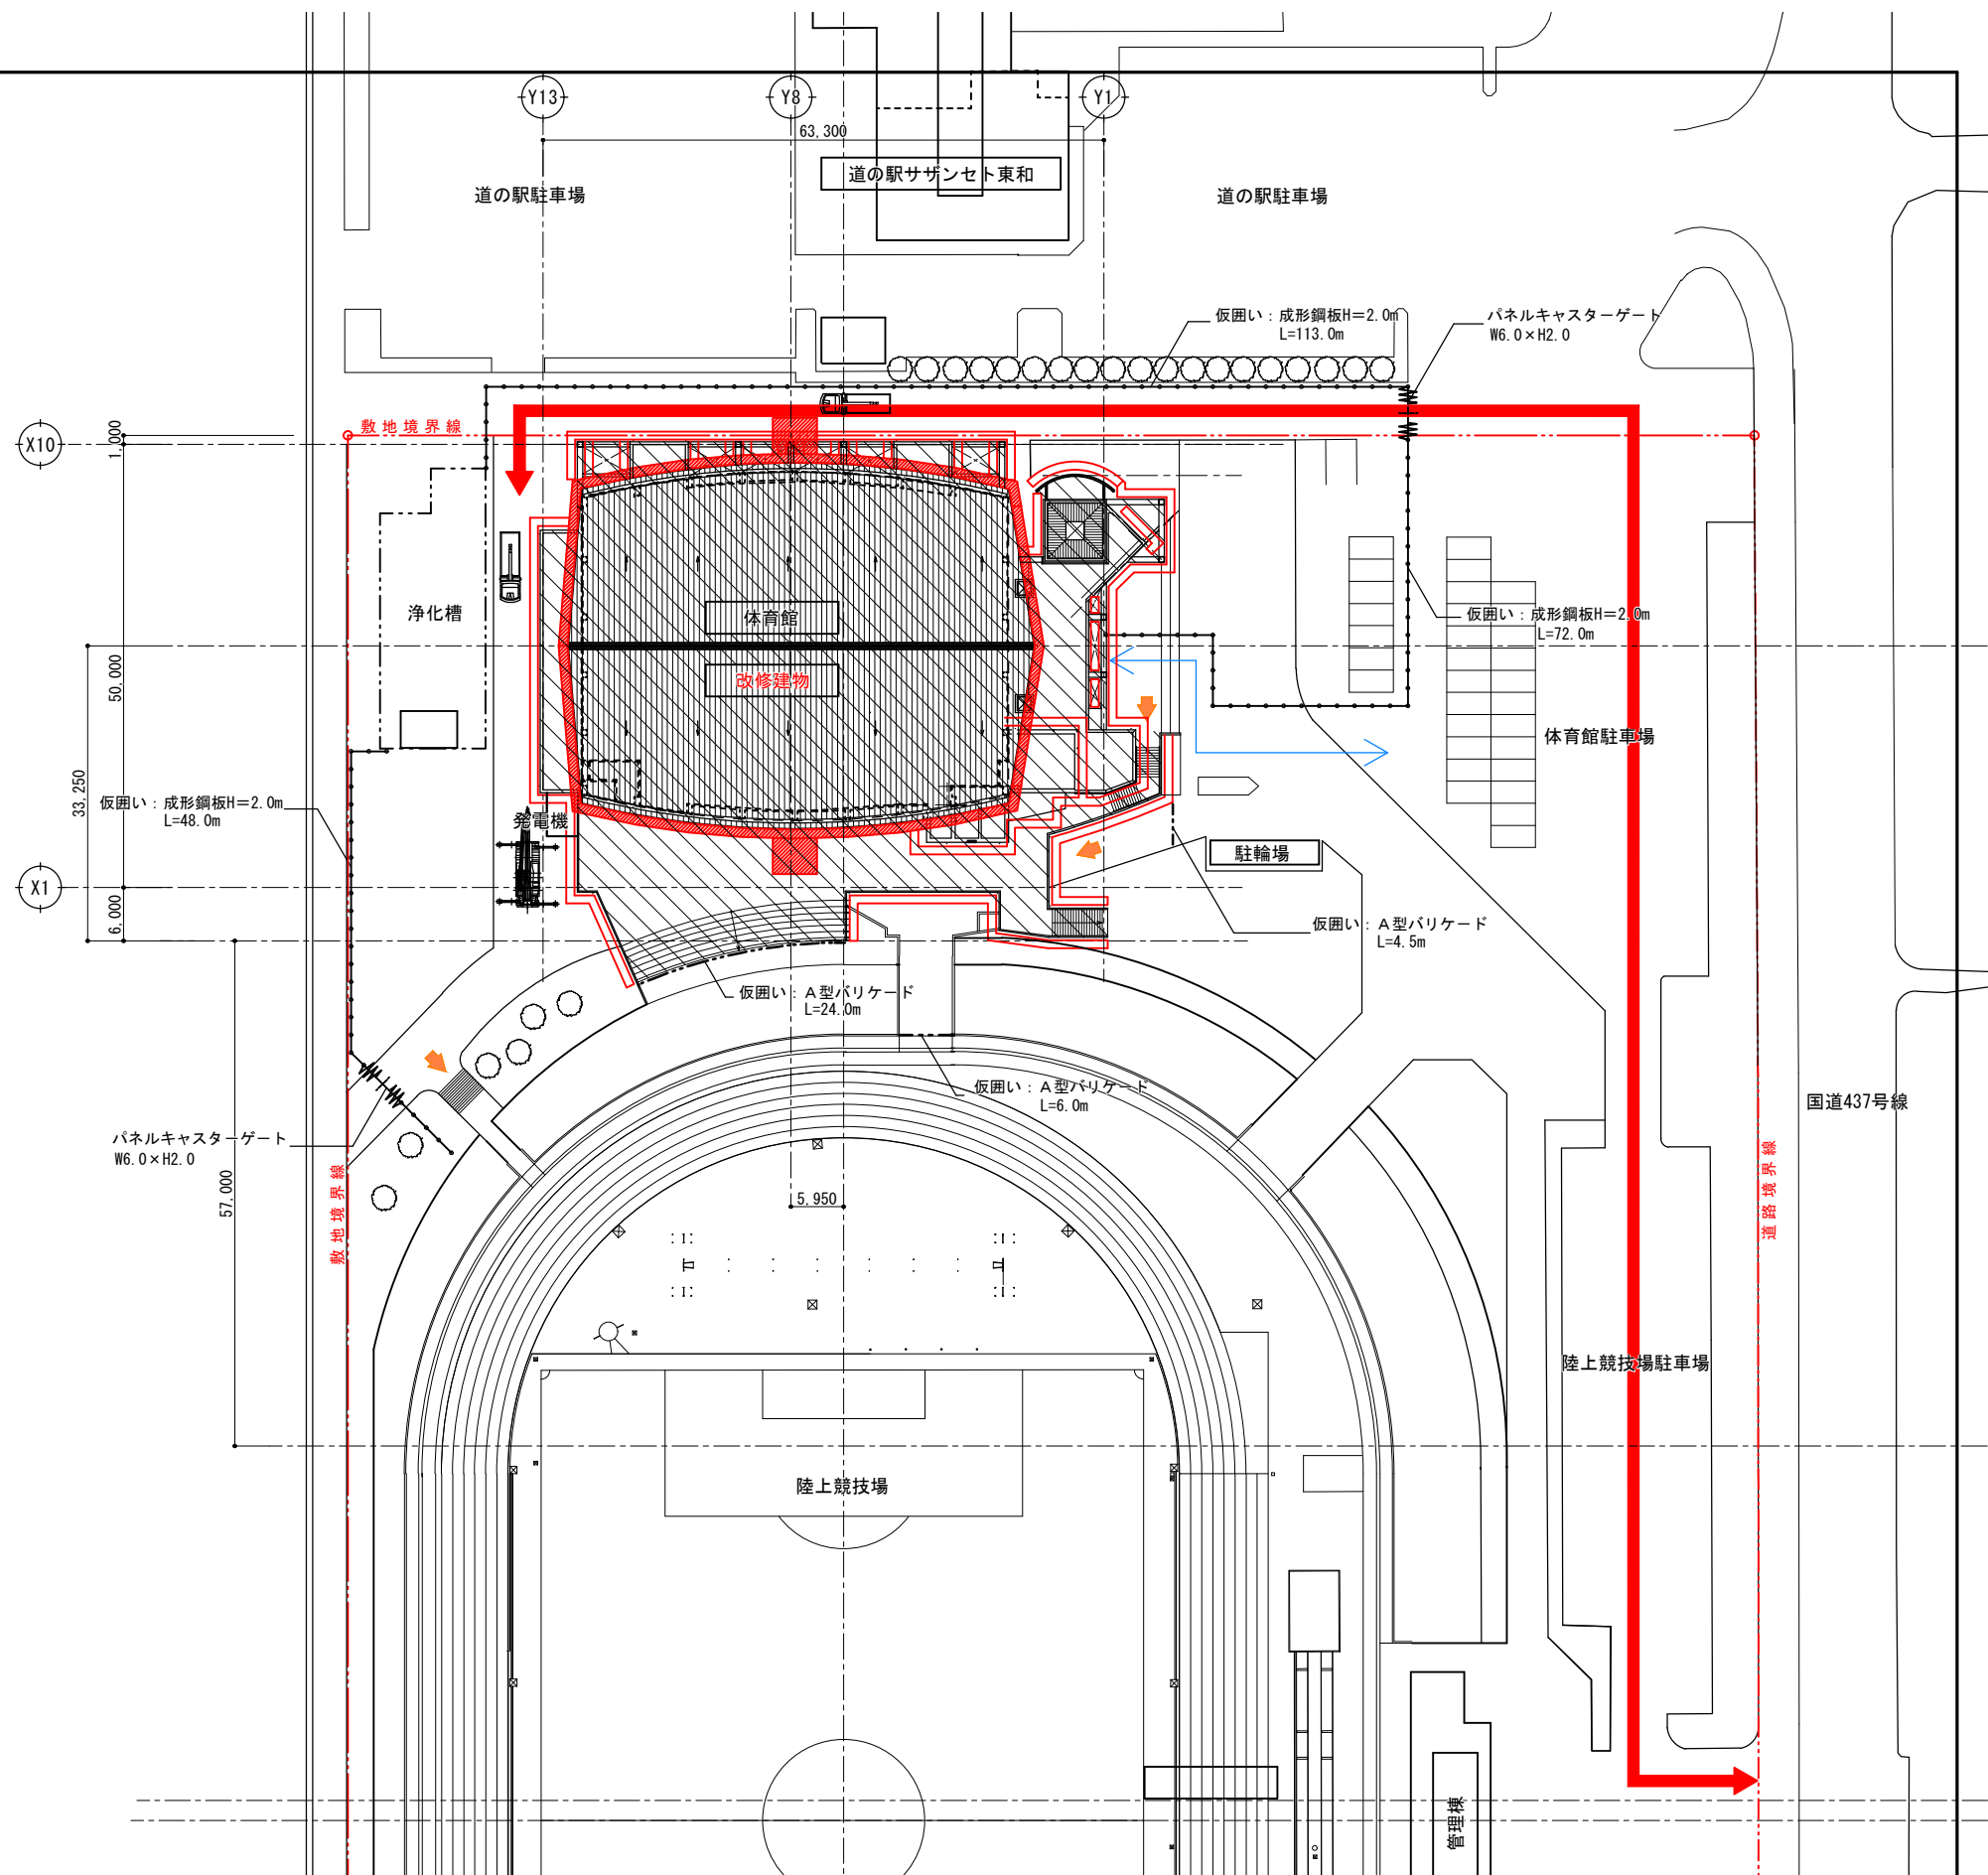 Y13
Y8
Y1
63,300
道の駅サザンセト東和
道の駅駐車場
道の駅駐車場
仮囲い：成形鋼板H＝2.0m
L=113.0m
パネルキャスターゲート
W6.0×H2.0
X10
1,000
敷地境界線
浄化槽
体育館
改修建物
仮囲い：成形鋼板H＝2.0m
L=72.0m
50,000
33,250
体育館駐車場
仮囲い：成形鋼板H＝2.0m
L=48.0m
発電機
駐輪場
X1
6,000
仮囲い：Ａ型バリケード
L=4.5m
仮囲い：Ａ型バリケード
L=24.0m
仮囲い：Ａ型バリケード
L=6.0m
国道437号線
パネルキャスターゲート
W6.0×H2.0
敷地境界線
57,000
5,950
道路境界線
陸上競技場駐車場
陸上競技場
管理棟